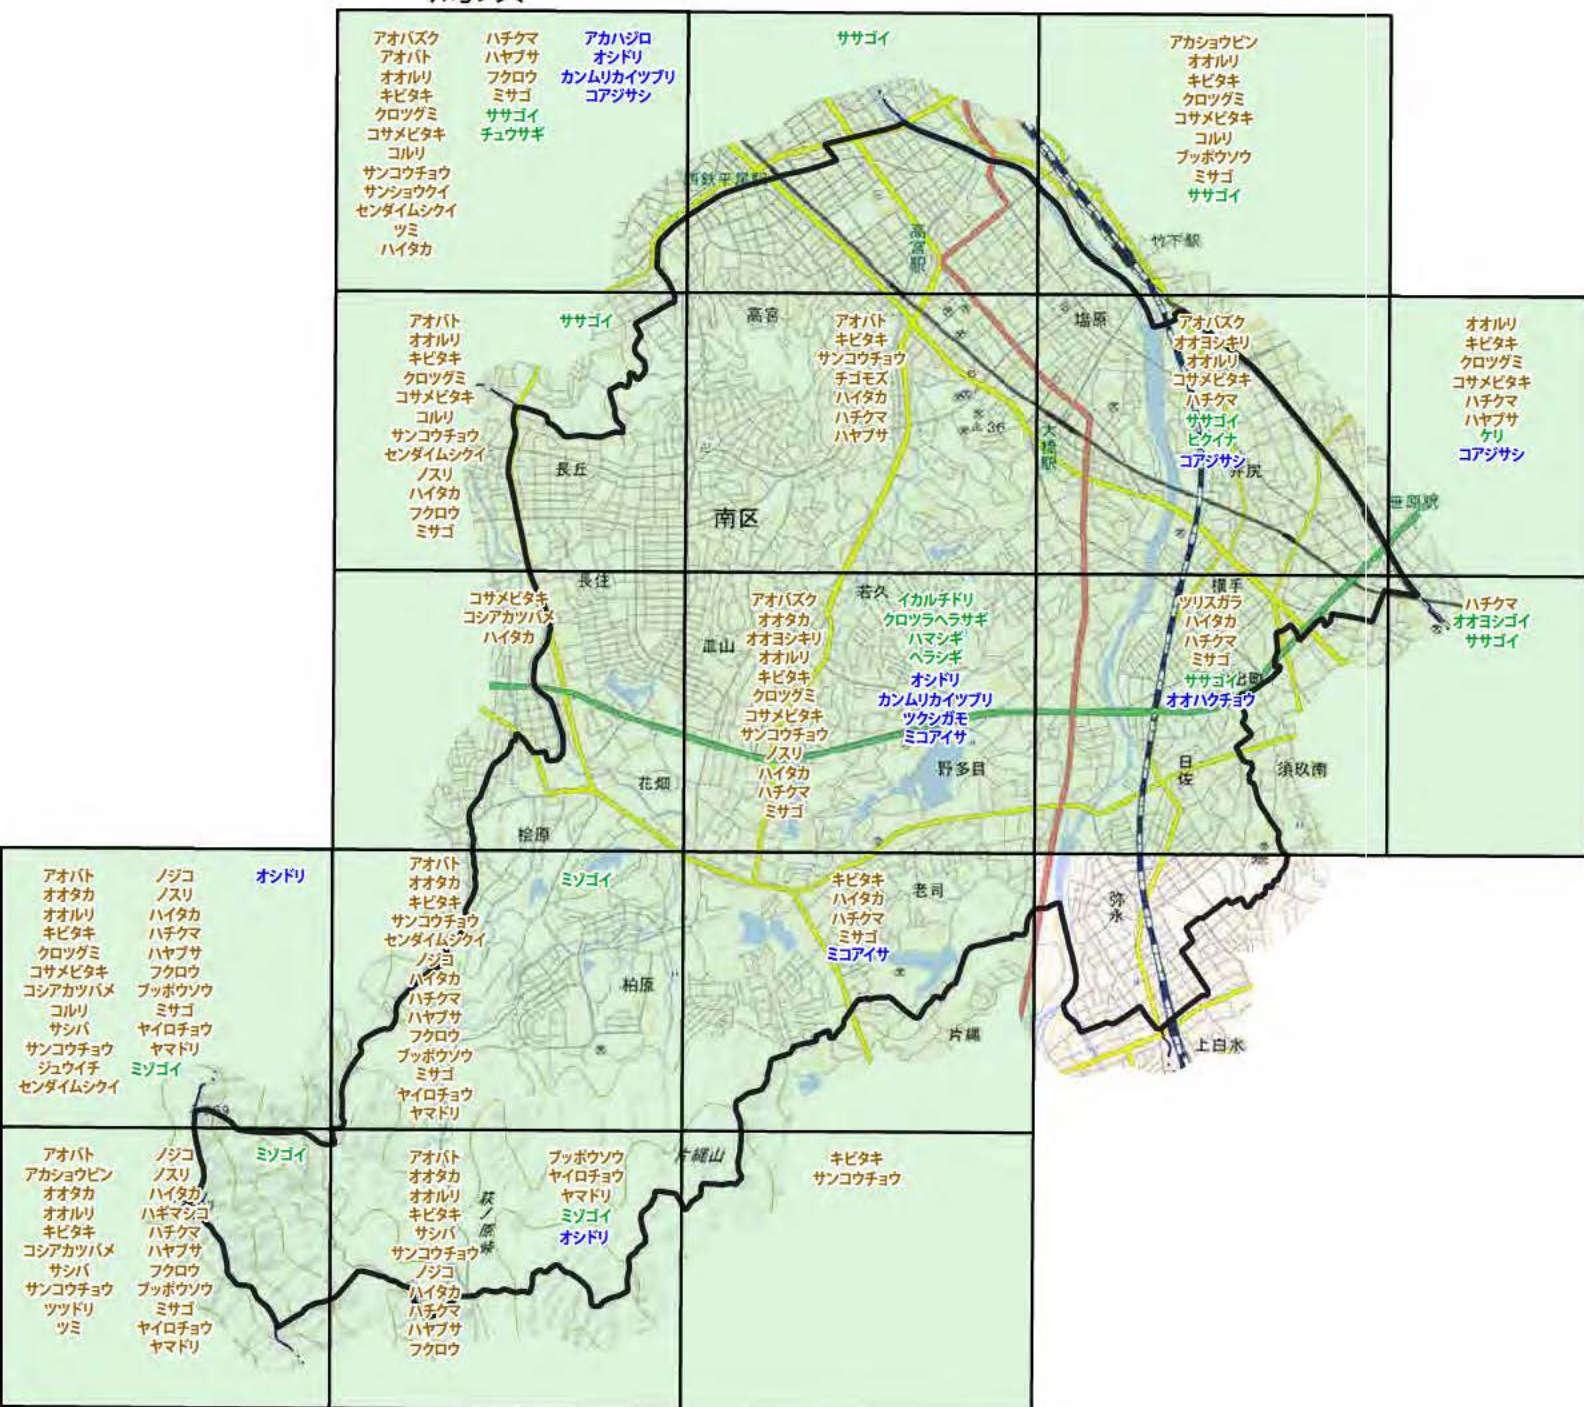 アオバズク
アオバト
オオルリ
キビタキ
クロツグミ
コサメビタキ
コルリ
サンコウチョウ
サンショウクイ
センダイムシクイ
ツミ
ハイタカ
ハチクマ
ハヤブサ
フクロウ
ミサゴ
ササゴイ
チュウサギ
アカハジロ
オシドリ
カンムリカイツブリ
コアジサシ
ササゴイ
アカショウビン
オオルリ
キビタキ
クロツグミ
コサメビタキ
コルリ
ブッポウソウ
ミサゴ
ササゴイ
西鉄平尾駅
高宮駅
竹下駅
アオバト
オオルリ
キビタキ
クロツグミ
コサメビタキ
コルリ
サンコウチョウ
センダイムシクイ
ノスリ
ハイタカ
フクロウ
ミサゴ
ササゴイ
長丘
高宮
アオバト
キビタキ
サンコウチョウ
チゴモズ
ハイタカ
ハチクマ
ハヤブサ
南区
36
塩原
大橋駅
アオバズク
オオヨシキリ
オオルリ
コサメビタキ
ハチクマ
ササゴイ
ヒクイナ
コアジサシ
井尻
オオルリ
キビタキ
クロツグミ
コサメビタキ
ハチクマ
ハヤブサ
ケリ
コアジサシ
笹原駅
長住
コサメビタキ
コシアカツバメ
ハイタカ
花畑
桧原
若久
皿山
アオバズク
オオタカ
オオヨシキリ
オオルリ
キビタキ
クロツグミ
コサメビタキ
サンコウチョウ
ノスリ
ハイタカ
ハチクマ
ミサゴ
イカルチドリ
クロツラヘラサギ
ハマシギ
ヘラシギ
オシドリ
カンムリカイツブリ
ツクシガモ
ミコアイサ
野多目
横手
ツリスガラ
ハイタカ
ハチクマ
ミサゴ
ササゴイ
オオハクチョウ
日佐
須玖南
ハチクマ
オオヨシゴイ
ササゴイ
アオバト
オオタカ
オオルリ
キビタキ
クロツグミ
コサメビタキ
コシアカツバメ
コルリ
サシバ
サンコウチョウ
ジュウイチ
センダイムシクイ
ノジコ
ノスリ
ハイタカ
ハチクマ
ハヤブサ
フクロウ
ブッポウソウ
ミサゴ
ヤイロチョウ
ヤマドリ
ミゾゴイ
オシドリ
アオバト
オオタカ
キビタキ
サンコウチョウ
センダイムシクイ
ノジコ
ハイタカ
ハチクマ
ハヤブサ
フクロウ
ブッポウソウ
ミサゴ
ヤイロチョウ
ヤマドリ
ミゾゴイ
柏原
キビタキ
ハイタカ
ハチクマ
ミサゴ
ミコアイサ
老司
片縄
弥永
上白水
アオバト
アカショウビン
オオタカ
オオルリ
キビタキ
コシアカツバメ
サシバ
サンコウチョウ
ツツドリ
ツミ
ノジコ
ノスリ
ハイタカ
ハギマシコ
ハチクマ
ハヤブサ
フクロウ
ブッポウソウ
ミサゴ
ヤイロチョウ
ヤマドリ
ミゾゴイ
アオバト
オオタカ
オオルリ
キビタキ
サシバ
サンコウチョウ
ノジコ
ハイタカ
ハチクマ
ハヤブサ
フクロウ
荻ノ原峠
ブッポウソウ
ヤイロチョウ
ヤマドリ
ミゾゴイ
オシドリ
片縄山
キビタキ
サンコウチョウ